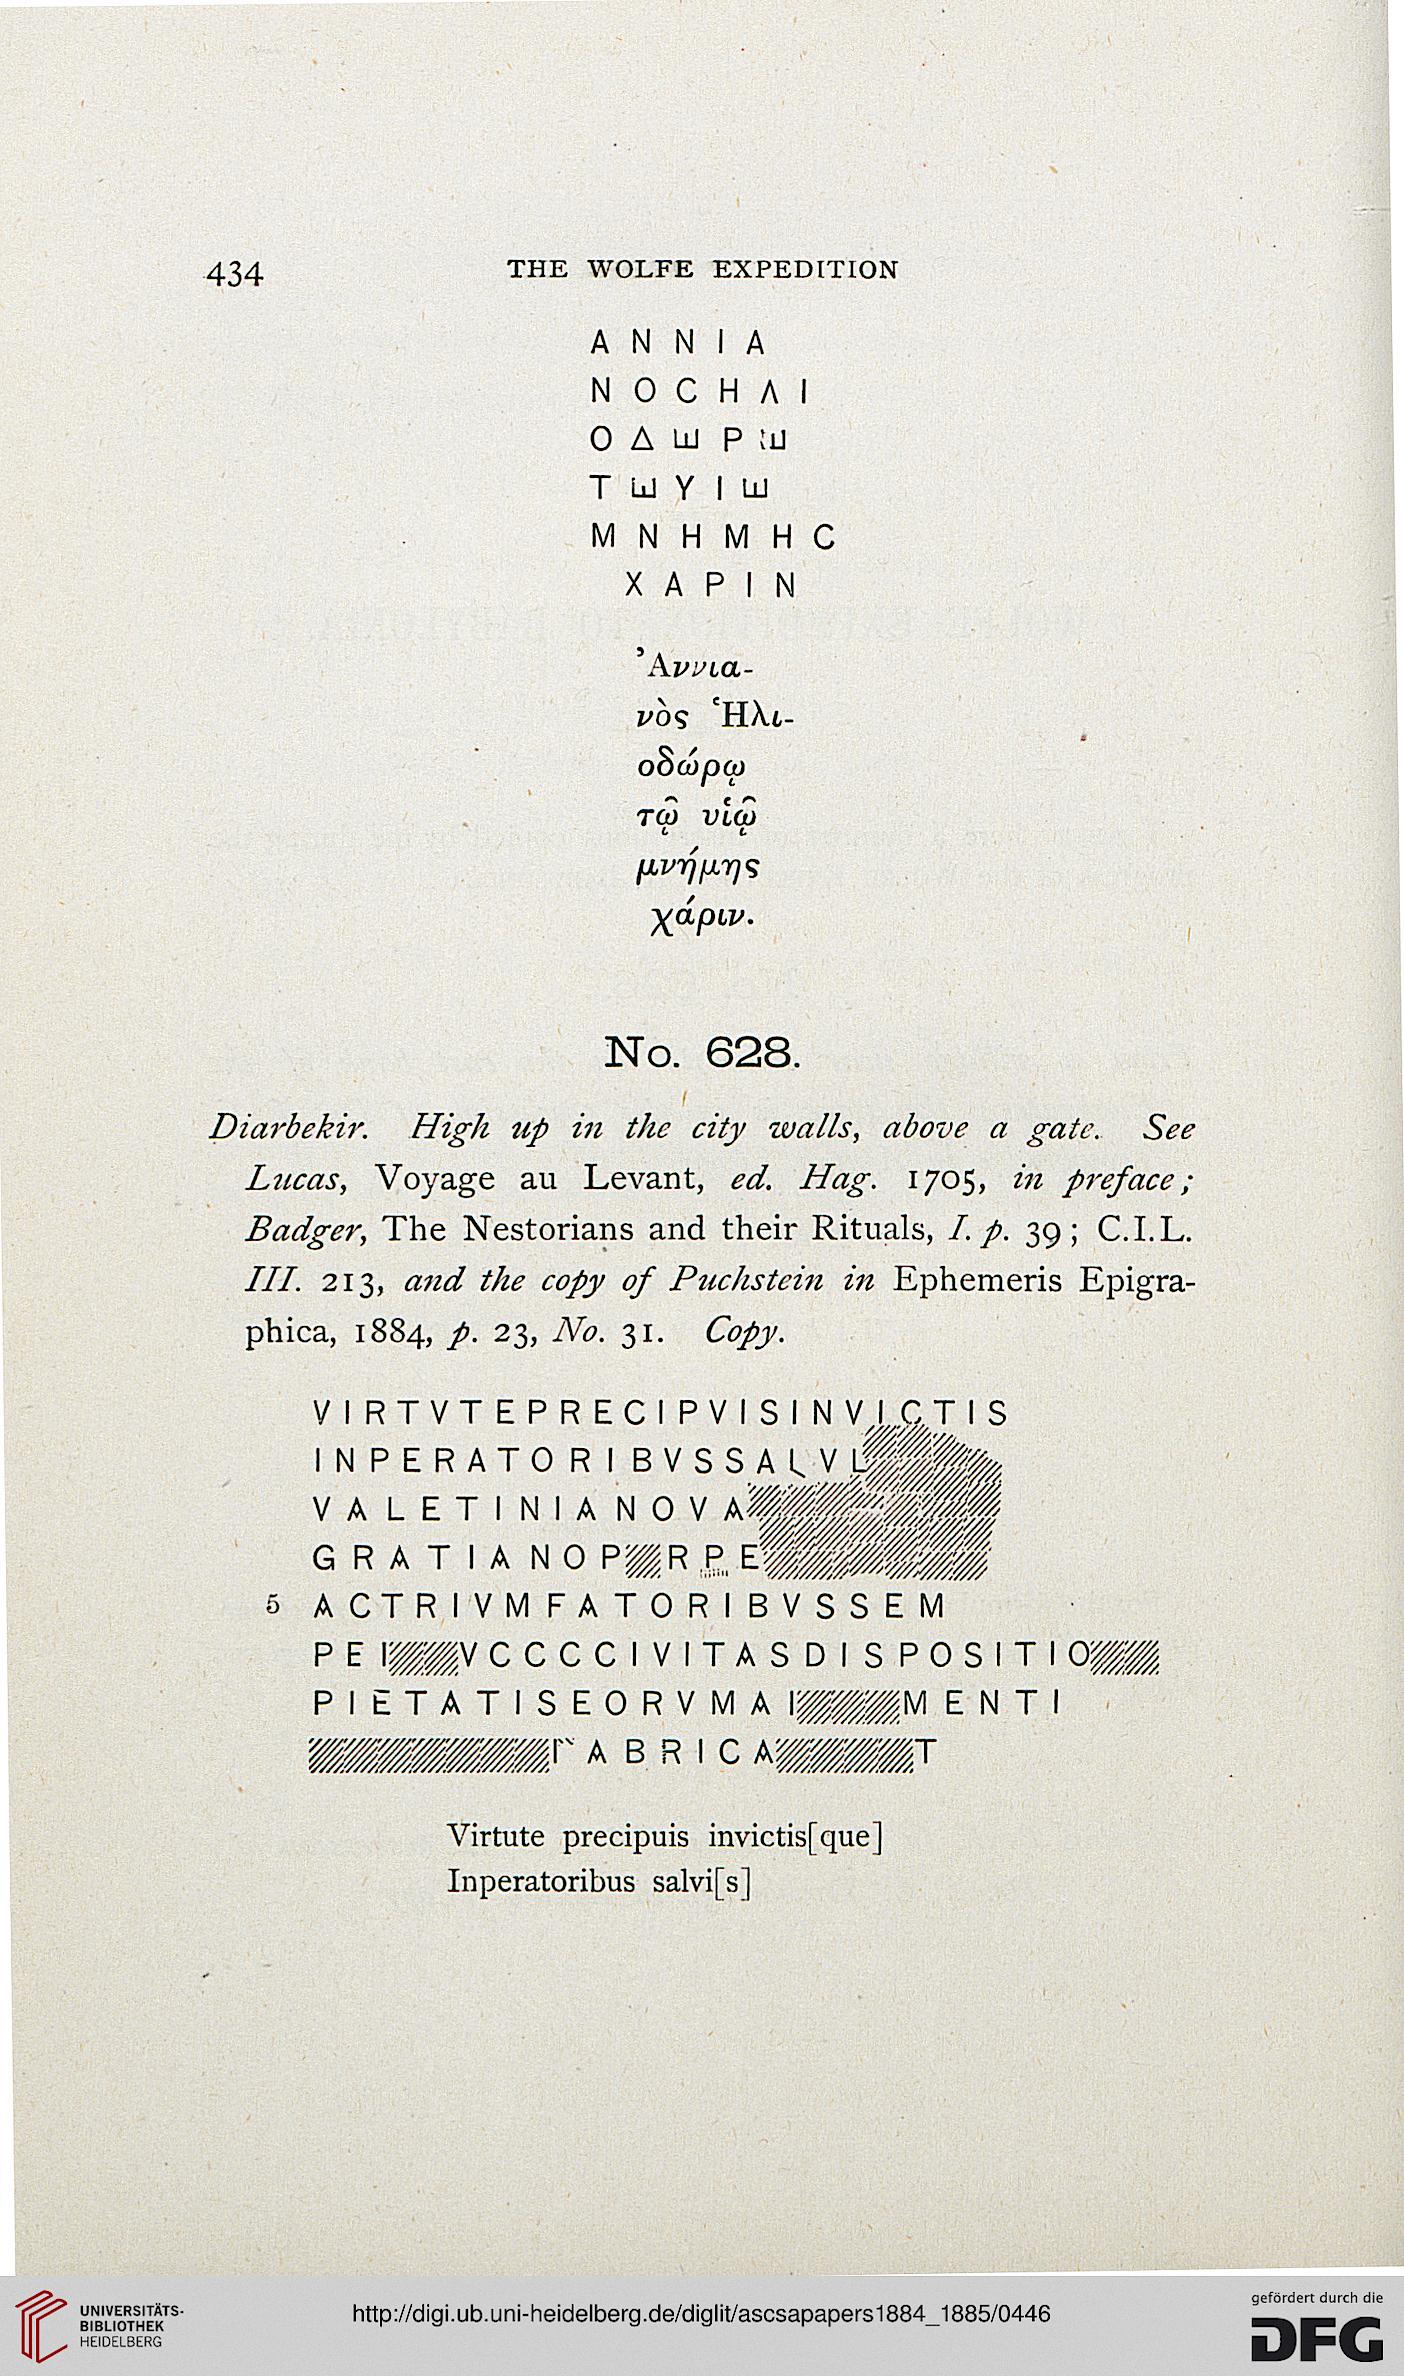 434 THE WOLFE EXPEDITION
ΑΝΝΙΑ
ΝΟCΗΛΙ
ΟΔШΡШ
ΤШΥΙШ
ΜΝΗΜΗC
ΧΑΡΙΝ
Ἀννια-
νὸς Ἡλι-
οδώρῳ
τῷ υἱῷ
μνήμης
χάριν.
No. 628.
Diarbekir. High up in the city walls, above a gate. See
Lucas, Voyage au Levant, ed. Hag. 1705, in preface;
Badger, The Nestorians and their Rituals, I. p. 39; C.I.L.
III. 213, and the copy of Puchstein in Ephemeris Epigra-
phica, 1884, p. 23, No. 31. Copy.
VIRTVTEPRECIPVISINVICTIS
INPERATORIBVSSALVL
VALETINIANOVA
GRATIANOP RPE
5 ACTRIVMFATORIBVSSEM
PEI VCCCCIVITASDISPOSITIO
PIETATISEORVMAI MENTI
ABRICA T
Virtute precipuis invictis[que]
Inperatoribus salvi[s]
UNIVERSITÄTS-
BIBLIOTHEK
HEIDELBERG
http://digi.ub.uni-heidelberg.de/diglit/ascsapapers1884_1885/0446
gefördert durch die
DFG